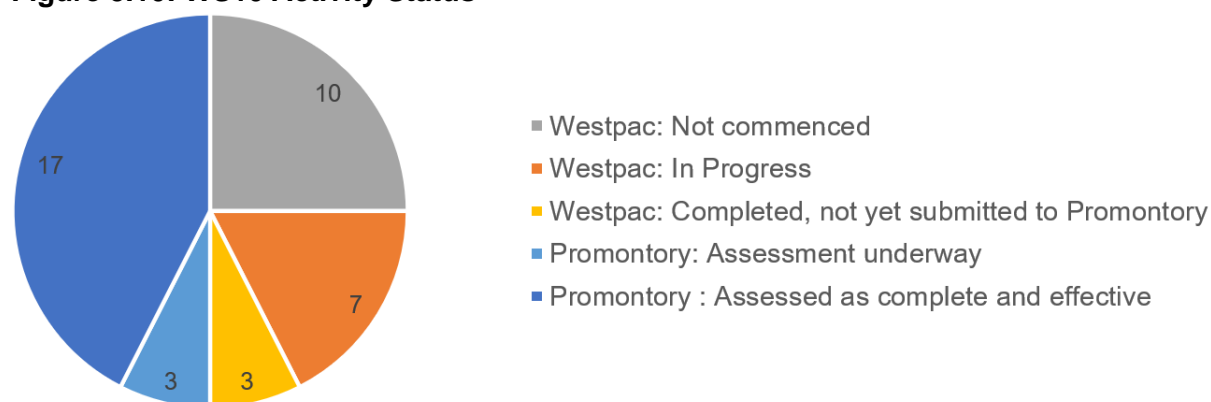 10
17
7
3
3
Westpac: Not commenced
Westpac: In Progress
Westpac: Completed, not yet submitted to Promontory
Promontory: Assessment underway
Promontory : Assessed as complete and effective